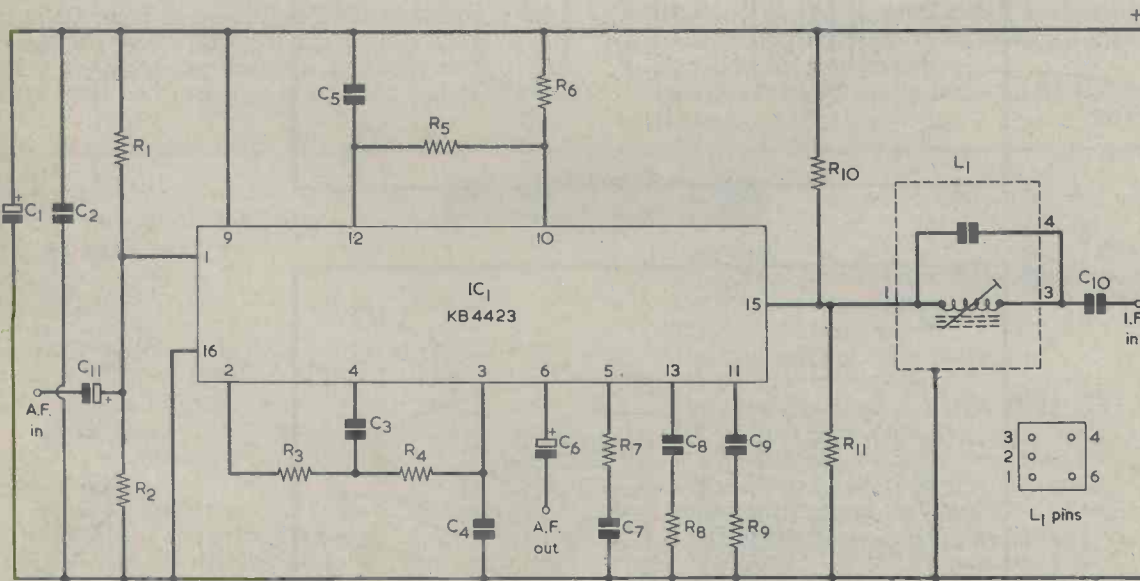 +
C5
R6
R5
R1
R10
L1
+
C1
C2
4
9
12
10
1
IC1
KB4423
15
1
3
C10
I.F.
in
16
2
4
3
6
5
13
11
C11
A.F.
in
+
C3
R3
R4
+
C6
R7
C8
C9
R11
3
4
2
1
6
R2
C4
A.F.
out
C7
R8
R9
L1 pins